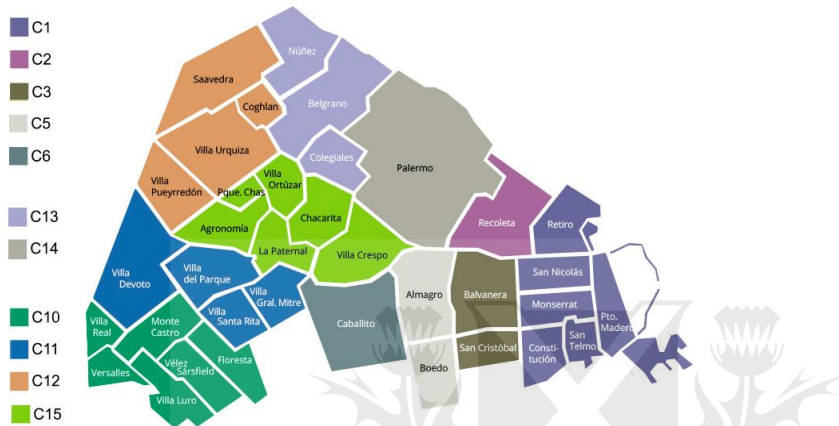 C1
C2
C3
C5
C6
C13
C14
C10
C11
C12
C15
Núñez
Saavedra
Belgrano
Coghlan
Villa Urquiza
Colegiales
Palermo
Villa
Pueyrredón
Pque. Chas
Villa
Ortúzar
Chacarita
Agronomía
La Paternal
Villa Crespo
Recoleta
Retiro
Villa
Devoto
Villa
del Parque
Villa
Gral. Mitre
Villa
Santa Rita
Caballito
Almagro
Balvanera
San Nicolás
Monserrat
Pto.
Madero
San Cristóbal
Consti-
tución
San
Telmo
Boedo
Villa
Real
Monte
Castro
Versalles
Vélez
Sársfield
Floresta
Villa Luro